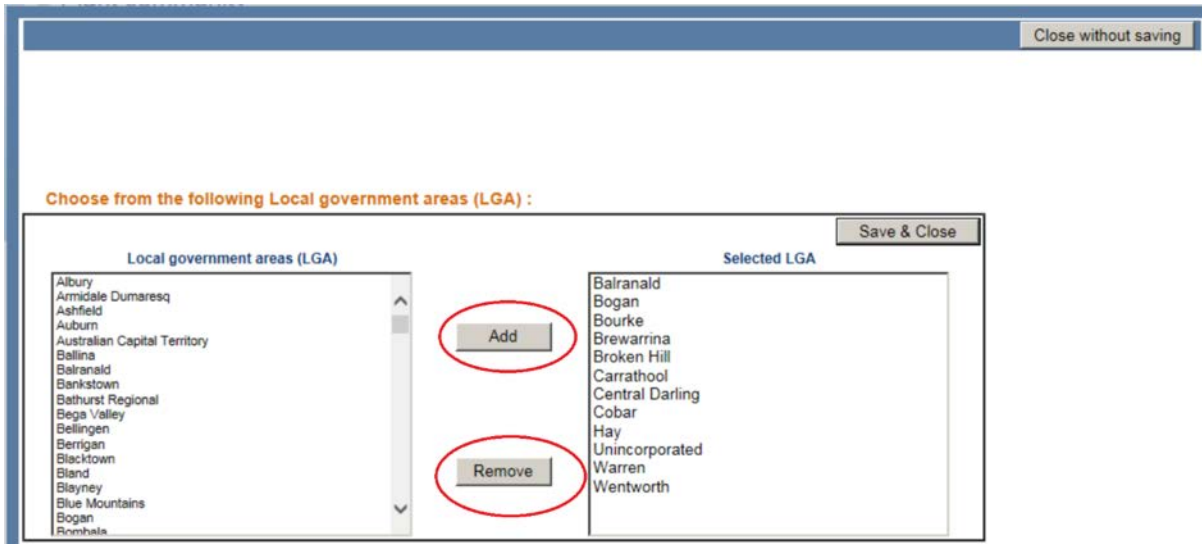 Close without saving
Choose from the following Local government areas (LGA) :
Save & Close
Local government areas (LGA)
Albury
Armidale Dumaresq
Ashfield
Auburn
Australian Capital Territory
Ballina
Balranald
Bankstown
Bathurst Regional
Bega Valley
Bellingen
Berrigan
Blacktown
Bland
Blayney
Blue Mountains
Bogan
Bombala
Add
Remove
Selected LGA
Balranald
Bogan
Bourke
Brewarrina
Broken Hill
Carrathool
Central Darling
Cobar
Hay
Unincorporated
Warren
Wentworth